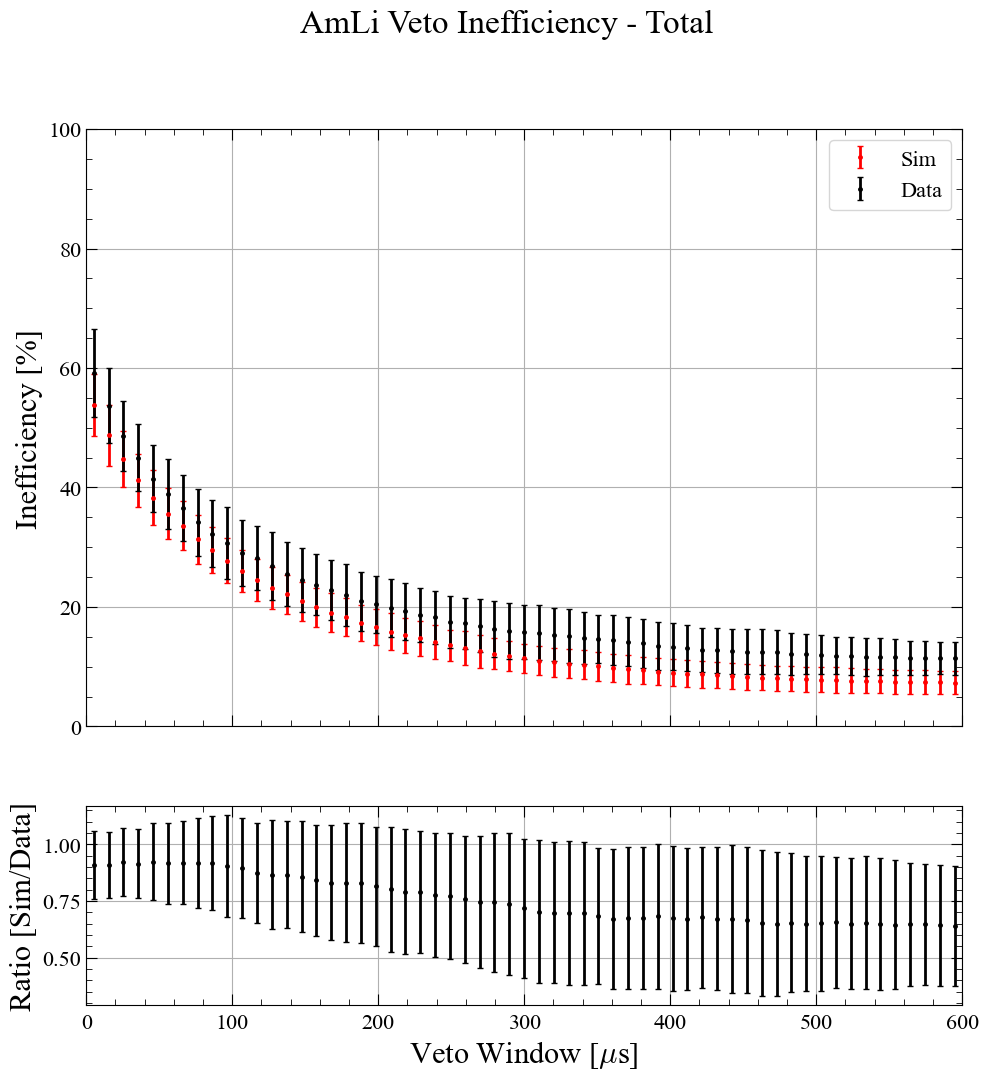 AmLi Veto Inefficiency - Total
100
80
60
40
20
0
Inefficiency [%]
Sim
Data
1.00
0.75
0.50
Ratio [Sim/Data]
0 100 200 300 400 500 600
Veto Window [μs]